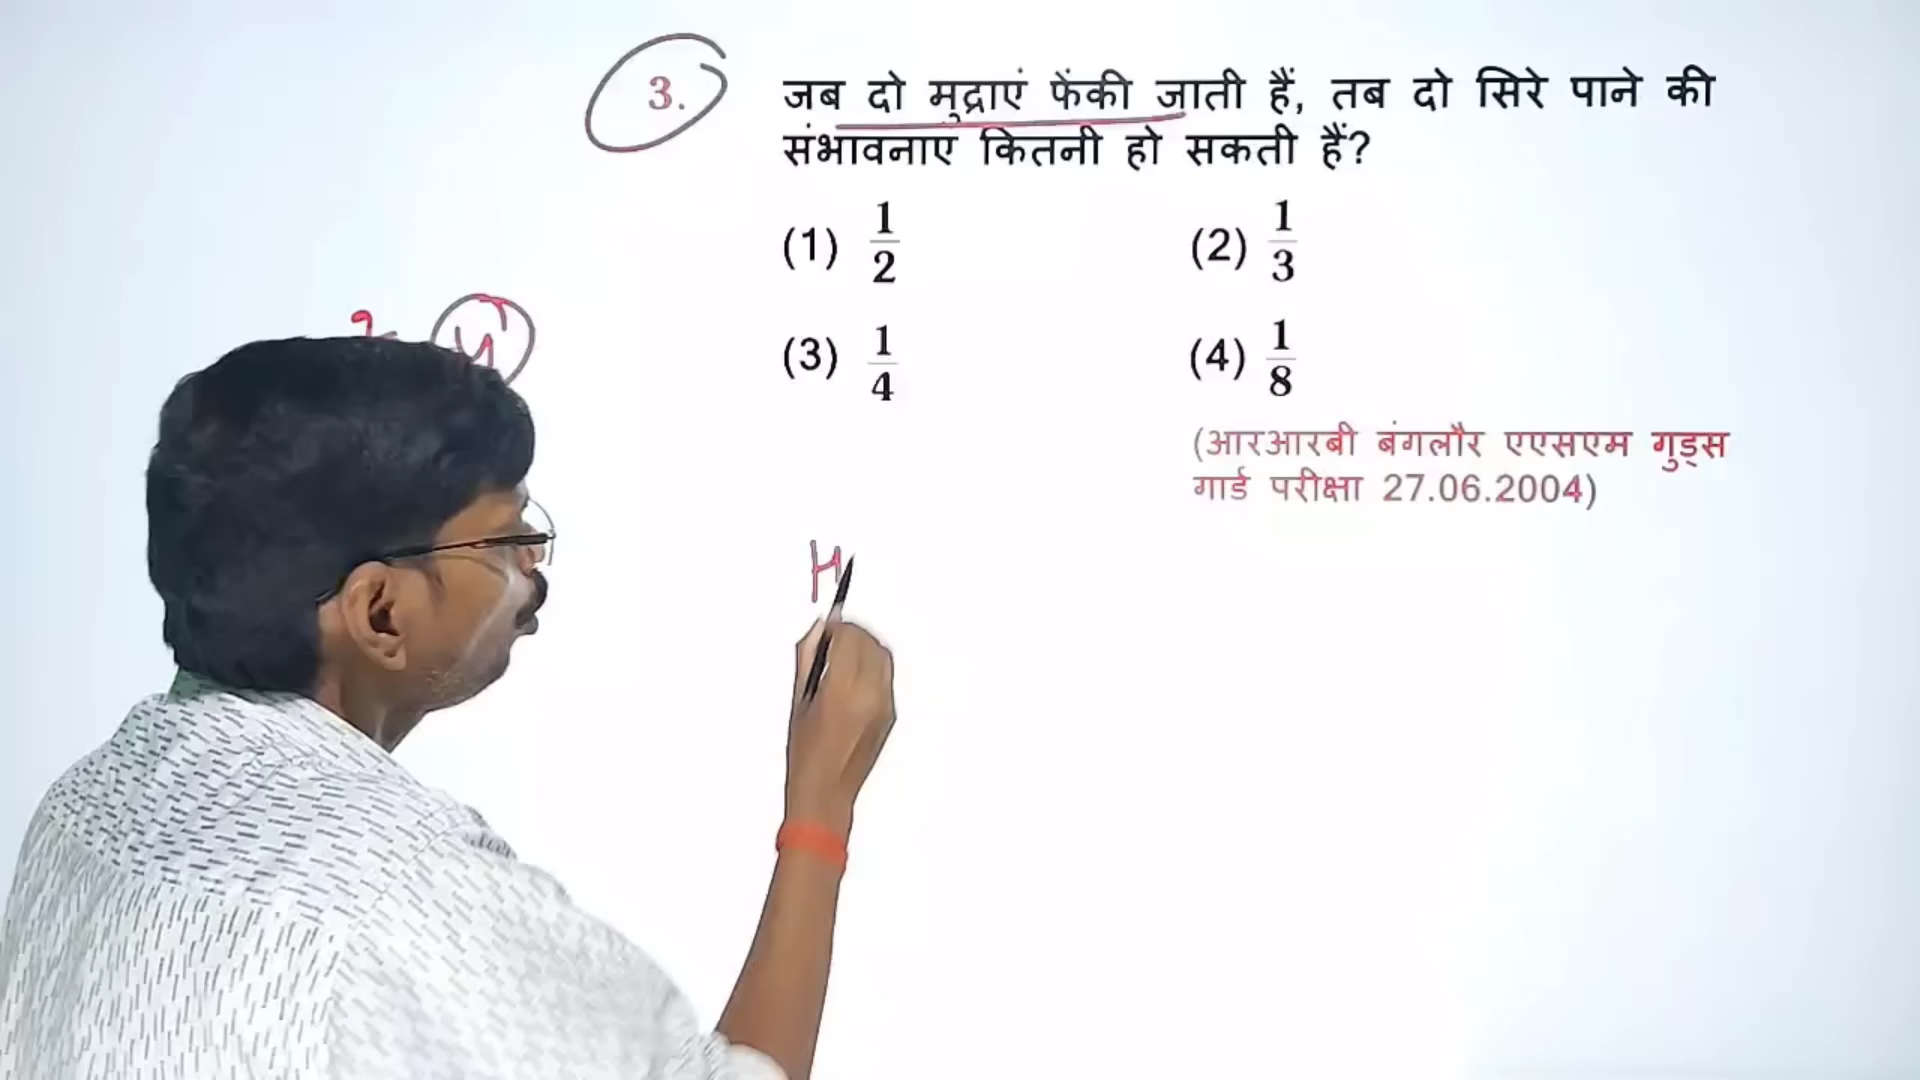 3. जब दो मुद्राएं फेंकी जाती हैं, तब दो सिरे पाने की
संभावनाए कितनी हो सकती हैं?
(1) 1/2 (2) 1/3
(3) 1/4 (4) 1/8
(आरआरबी बंगलौर एएसएम गुड्स
गार्ड परीक्षा 27.06.2004)
H